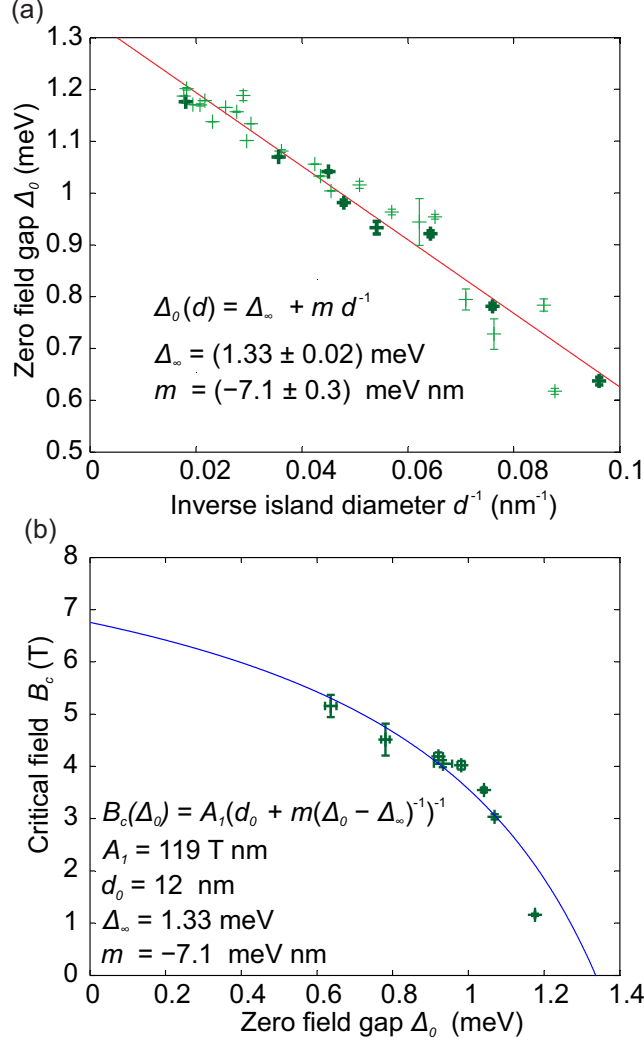 (a)
1.3
1.2
1.1
1
0.9
0.8
0.7
0.6
0.5
Zero field gap Δ₀ (meV)
Δ₀(d) = Δ∞ + m d⁻¹
Δ∞ = (1.33 ± 0.02) meV
m = (−7.1 ± 0.3) meV nm
0 0.02 0.04 0.06 0.08 0.1
Inverse island diameter d⁻¹ (nm⁻¹)
(b)
8
7
6
5
4
3
2
1
0
Critical field B_c (T)
B_c(Δ₀) = A₁(d₀ + m(Δ₀ − Δ∞)⁻¹)⁻¹
A₁ = 119 T nm
d₀ = 12 nm
Δ∞ = 1.33 meV
m = −7.1 meV nm
0 0.2 0.4 0.6 0.8 1 1.2 1.4
Zero field gap Δ₀ (meV)